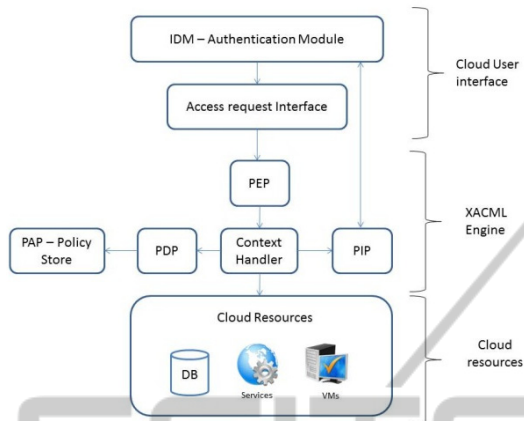 IDM – Authentication Module
Cloud User
interface
Access request Interface
PEP
XACML
Engine
PAP – Policy
Store
PDP
Context
Handler
PIP
Cloud Resources
DB
Services
VMs
Cloud
resources